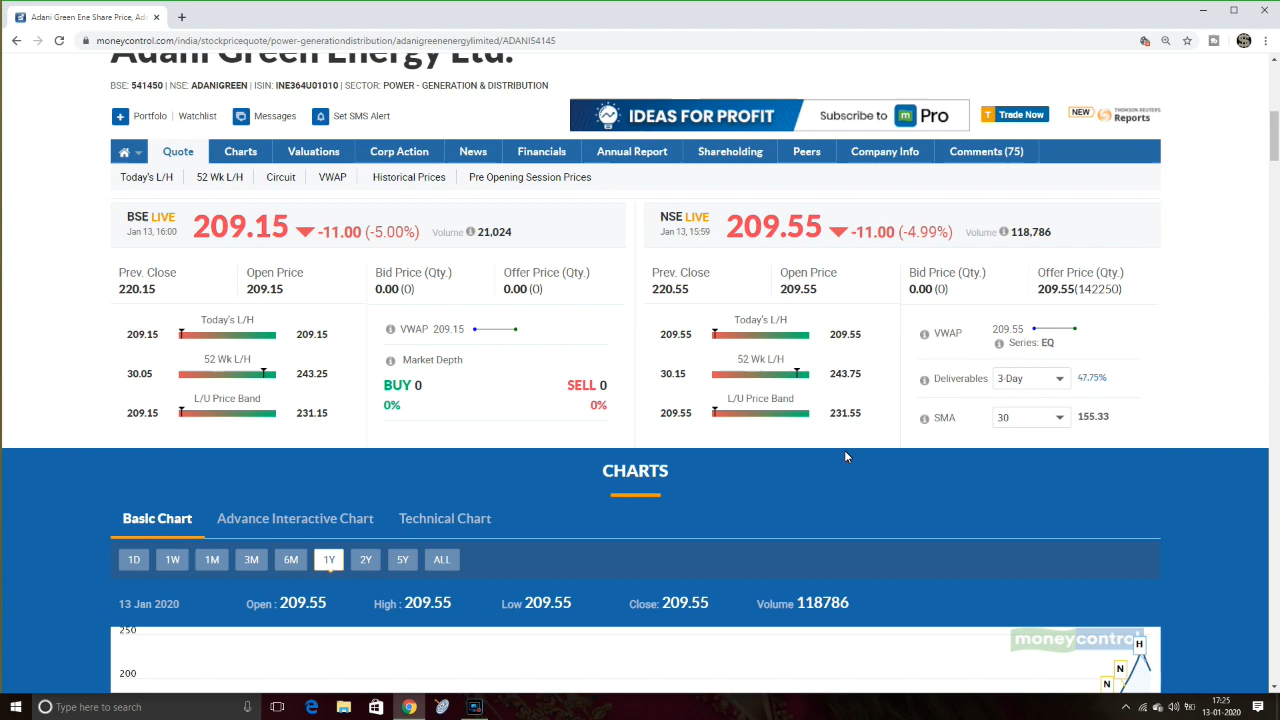 Adani Green Ene Share Price, Ada
moneycontrol.com/india/stockpricequote/power-generationdistribution/adanigreenenergylimited/ADANI54145
Adani Green Energy Ltd.
BSE: 541450 | NSE: ADANIGREEN | ISIN: INE364U01010 | SECTOR: POWER - GENERATION & DISTRIBUTION
Portfolio | Watchlist Messages Set SMS Alert
IDEAS FOR PROFIT Subscribe to m Pro
T Trade Now
NEW THOMSON REUTERS
Reports
Quote Charts Valuations Corp Action News Financials Annual Report Shareholding Peers Company Info Comments (75)
Today's L/H 52 Wk L/H Circuit VWAP Historical Prices Pre Opening Session Prices
BSE LIVE
Jan 13, 16:00
209.15 -11.00 (-5.00%) Volume 21,024
Prev. Close
220.15
Open Price
209.15
Bid Price (Qty.)
0.00 (0)
Offer Price (Qty.)
0.00 (0)
Today's L/H
209.15 209.15
52 Wk L/H
30.05 243.25
L/U Price Band
209.15 231.15
VWAP 209.15
Market Depth
BUY 0 SELL 0
0% 0%
NSE LIVE
Jan 13, 15:59
209.55 -11.00 (-4.99%) Volume 118,786
Prev. Close
220.55
Open Price
209.55
Bid Price (Qty.)
0.00 (0)
Offer Price (Qty.)
209.55(142250)
Today's L/H
209.55 209.55
52 Wk L/H
30.15 243.75
L/U Price Band
209.55 231.55
VWAP 209.55
Series: EQ
Deliverables 3-Day 47.75%
SMA 30 155.33
CHARTS
Basic Chart Advance Interactive Chart Technical Chart
1D 1W 1M 3M 6M 1Y 2Y 5Y ALL
13 Jan 2020 Open : 209.55 High : 209.55 Low 209.55 Close: 209.55 Volume 118786
250
moneycontrol
H
200
N
N
Type here to search
17:25
13-01-2020